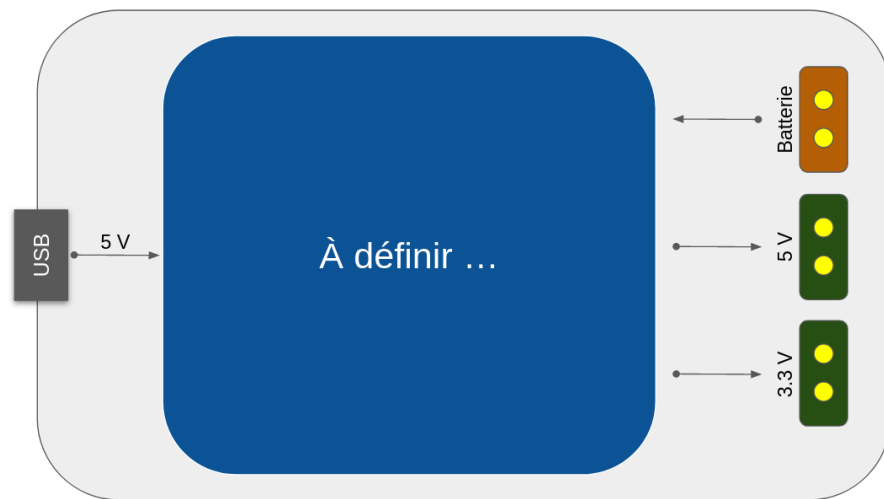 USB
5 V
À définir ...
Batterie
5 V
3.3 V